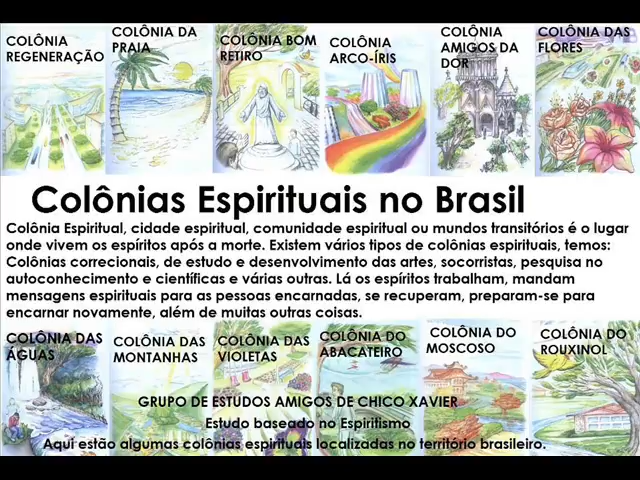 COLÔNIA
REGENERAÇÃO
COLÔNIA DA
PRAIA
COLÔNIA BOM
RETIRO
COLÔNIA
ARCO-ÍRIS
COLÔNIA
AMIGOS DA
DOR
COLÔNIA DAS
FLORES
Colônias Espirituais no Brasil
Colônia Espiritual, cidade espiritual, comunidade espiritual ou mundos transitórios é o lugar
onde vivem os espíritos após a morte. Existem vários tipos de colônias espirituais, temos:
Colônias correcionais, de estudo e desenvolvimento das artes, socorristas, pesquisa no
autoconhecimento e científicas e várias outras. Lá os espíritos trabalham, mandam
mensagens espirituais para as pessoas encarnadas, se recuperam, preparam-se para
encarnar novamente, além de muitas outras coisas.
COLÔNIA DAS
ÁGUAS
COLÔNIA DAS
MONTANHAS
COLÔNIA DAS
VIOLETAS
COLÔNIA DO
ABACATEIRO
COLÔNIA DO
MOSCOSO
COLÔNIA DO
ROUXINOL
GRUPO DE ESTUDOS AMIGOS DE CHICO XAVIER
Estudo baseado no Espiritismo
Aqui estão algumas colônias espirituais localizadas no território brasileiro.